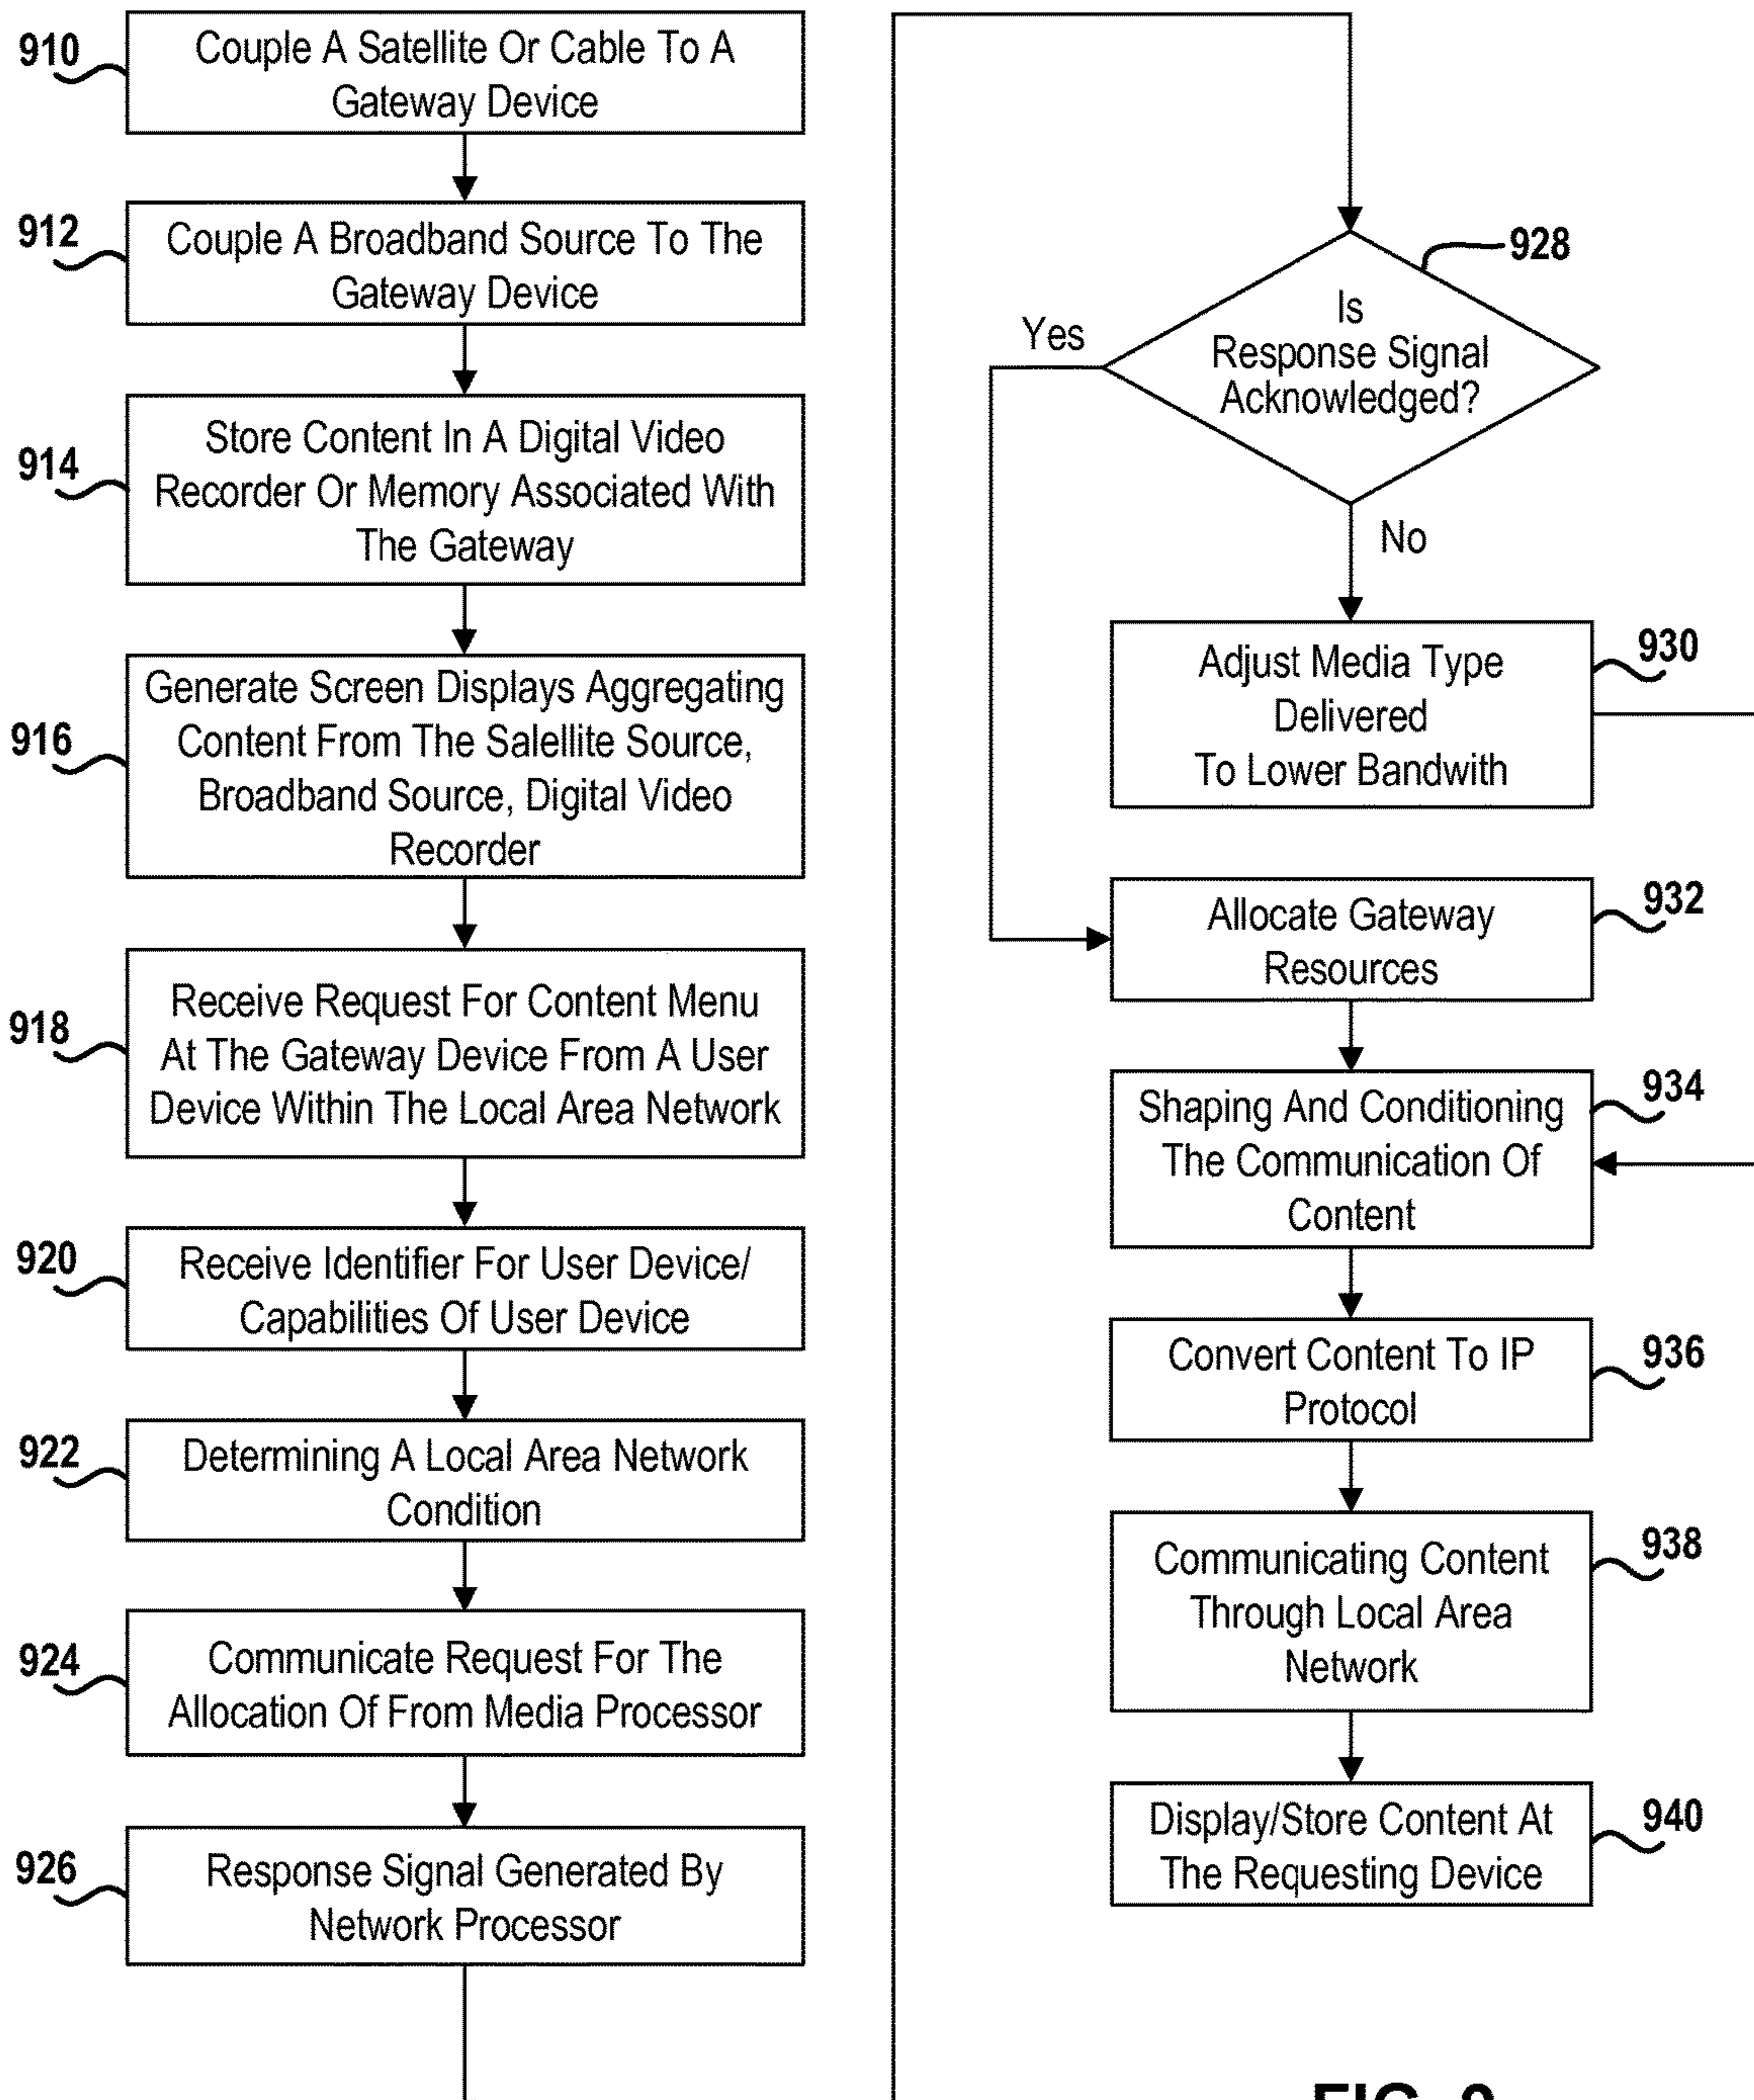 910
Couple A Satellite Or Cable To A
Gateway Device
912
Couple A Broadband Source To The
Gateway Device
914
Store Content In A Digital Video
Recorder Or Memory Associated With
The Gateway
916
Generate Screen Displays Aggregating
Content From The Salellite Source,
Broadband Source, Digital Video
Recorder
918
Receive Request For Content Menu
At The Gateway Device From A User
Device Within The Local Area Network
920
Receive Identifier For User Device/
Capabilities Of User Device
922
Determining A Local Area Network
Condition
924
Communicate Request For The
Allocation Of From Media Processor
926
Response Signal Generated By
Network Processor
928
Is
Response Signal
Acknowledged?
Yes
No
930
Adjust Media Type
Delivered
To Lower Bandwith
932
Allocate Gateway
Resources
934
Shaping And Conditioning
The Communication Of
Content
936
Convert Content To IP
Protocol
938
Communicating Content
Through Local Area
Network
940
Display/Store Content At
The Requesting Device
FIG.